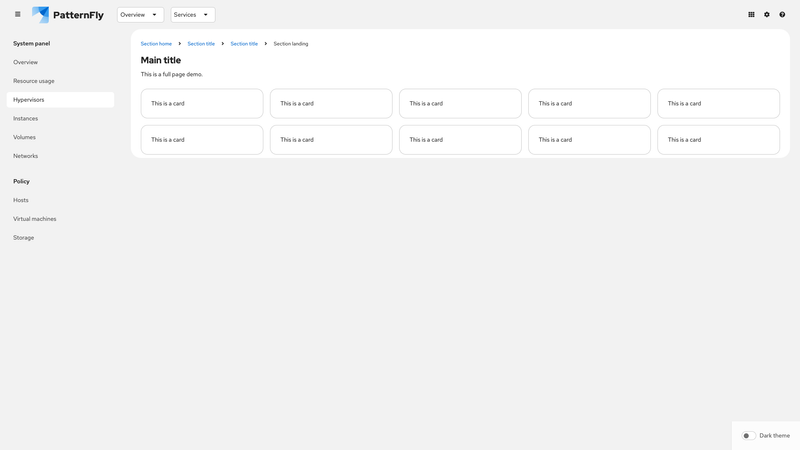 PatternFly Overview Services
System panel
Overview
Resource usage
Hypervisors
Instances
Volumes
Networks
Policy
Hosts
Virtual machines
Storage
Section home Section title Section title Section landing
Main title
This is a full page demo.
This is a card This is a card This is a card This is a card This is a card
This is a card This is a card This is a card This is a card This is a card
Dark theme